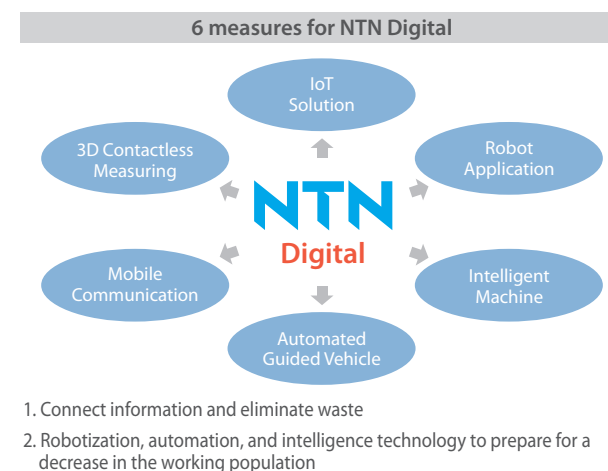 6 measures for NTN Digital
IoT
Solution
3D Contactless
Measuring
Robot
Application
NTN
Digital
Mobile
Communication
Intelligent
Machine
Automated
Guided Vehicle
1. Connect information and eliminate waste
2. Robotization, automation, and intelligence technology to prepare for a
decrease in the working population